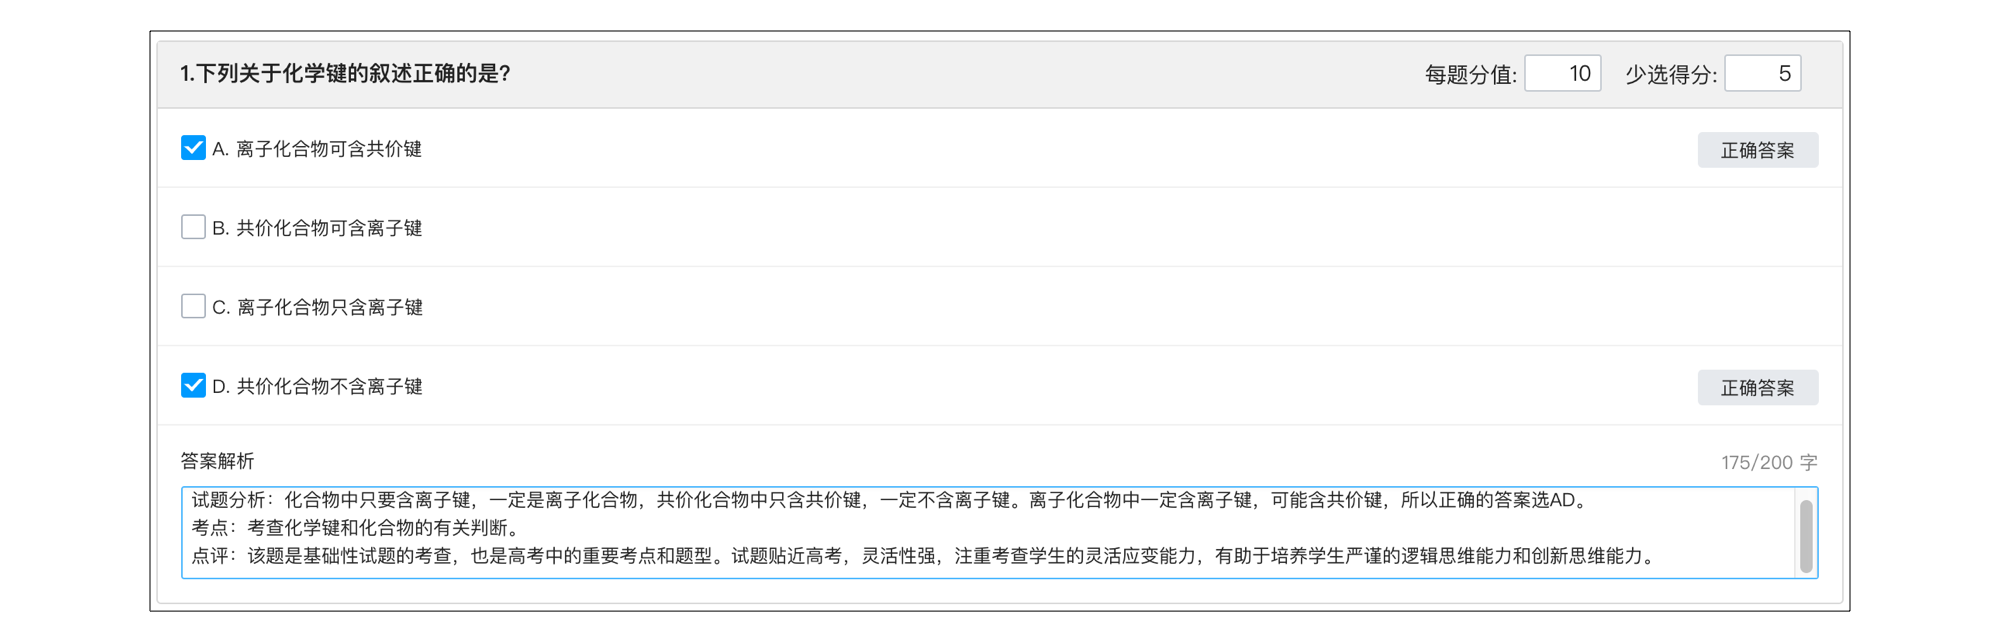 1.下列关于化学键的叙述正确的是?
每题分值: 10 少选得分: 5
A. 离子化合物可含共价键
正确答案
B. 共价化合物可含离子键
C. 离子化合物只含离子键
D. 共价化合物不含离子键
正确答案
答案解析
175/200 字
试题分析：化合物中只要含离子键，一定是离子化合物，共价化合物中只含共价键，一定不含离子键。离子化合物中一定含离子键，可能含共价键，所以正确的答案选AD。
考点：考查化学键和化合物的有关判断。
点评：该题是基础性试题的考查，也是高考中的重要考点和题型。试题贴近高考，灵活性强，注重考查学生的灵活应变能力，有助于培养学生严谨的逻辑思维能力和创新思维能力。